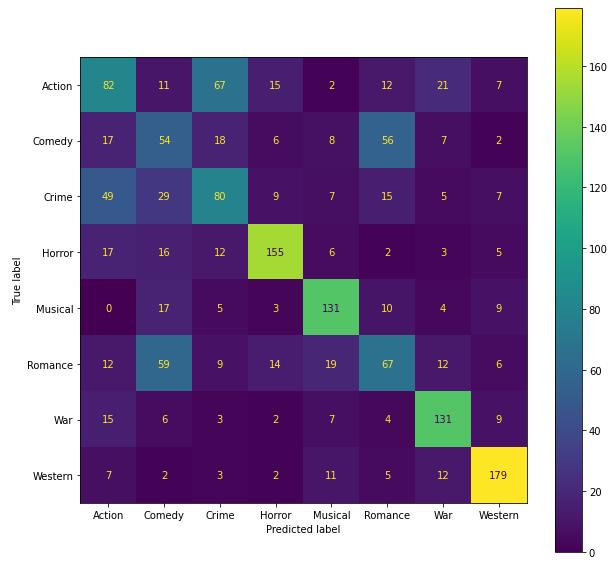 Action 82 11 67 15 2 12 21 7
Comedy 17 54 18 6 8 56 7 2
Crime 49 29 80 9 7 15 5 7
Horror 17 16 12 155 6 2 3 5
Musical 0 17 5 3 131 10 4 9
Romance 12 59 9 14 19 67 12 6
War 15 6 3 2 7 4 131 9
Western 7 2 3 2 11 5 12 179
Action Comedy Crime Horror Musical Romance War Western
Predicted label
True label
160
140
120
100
80
60
40
20
0